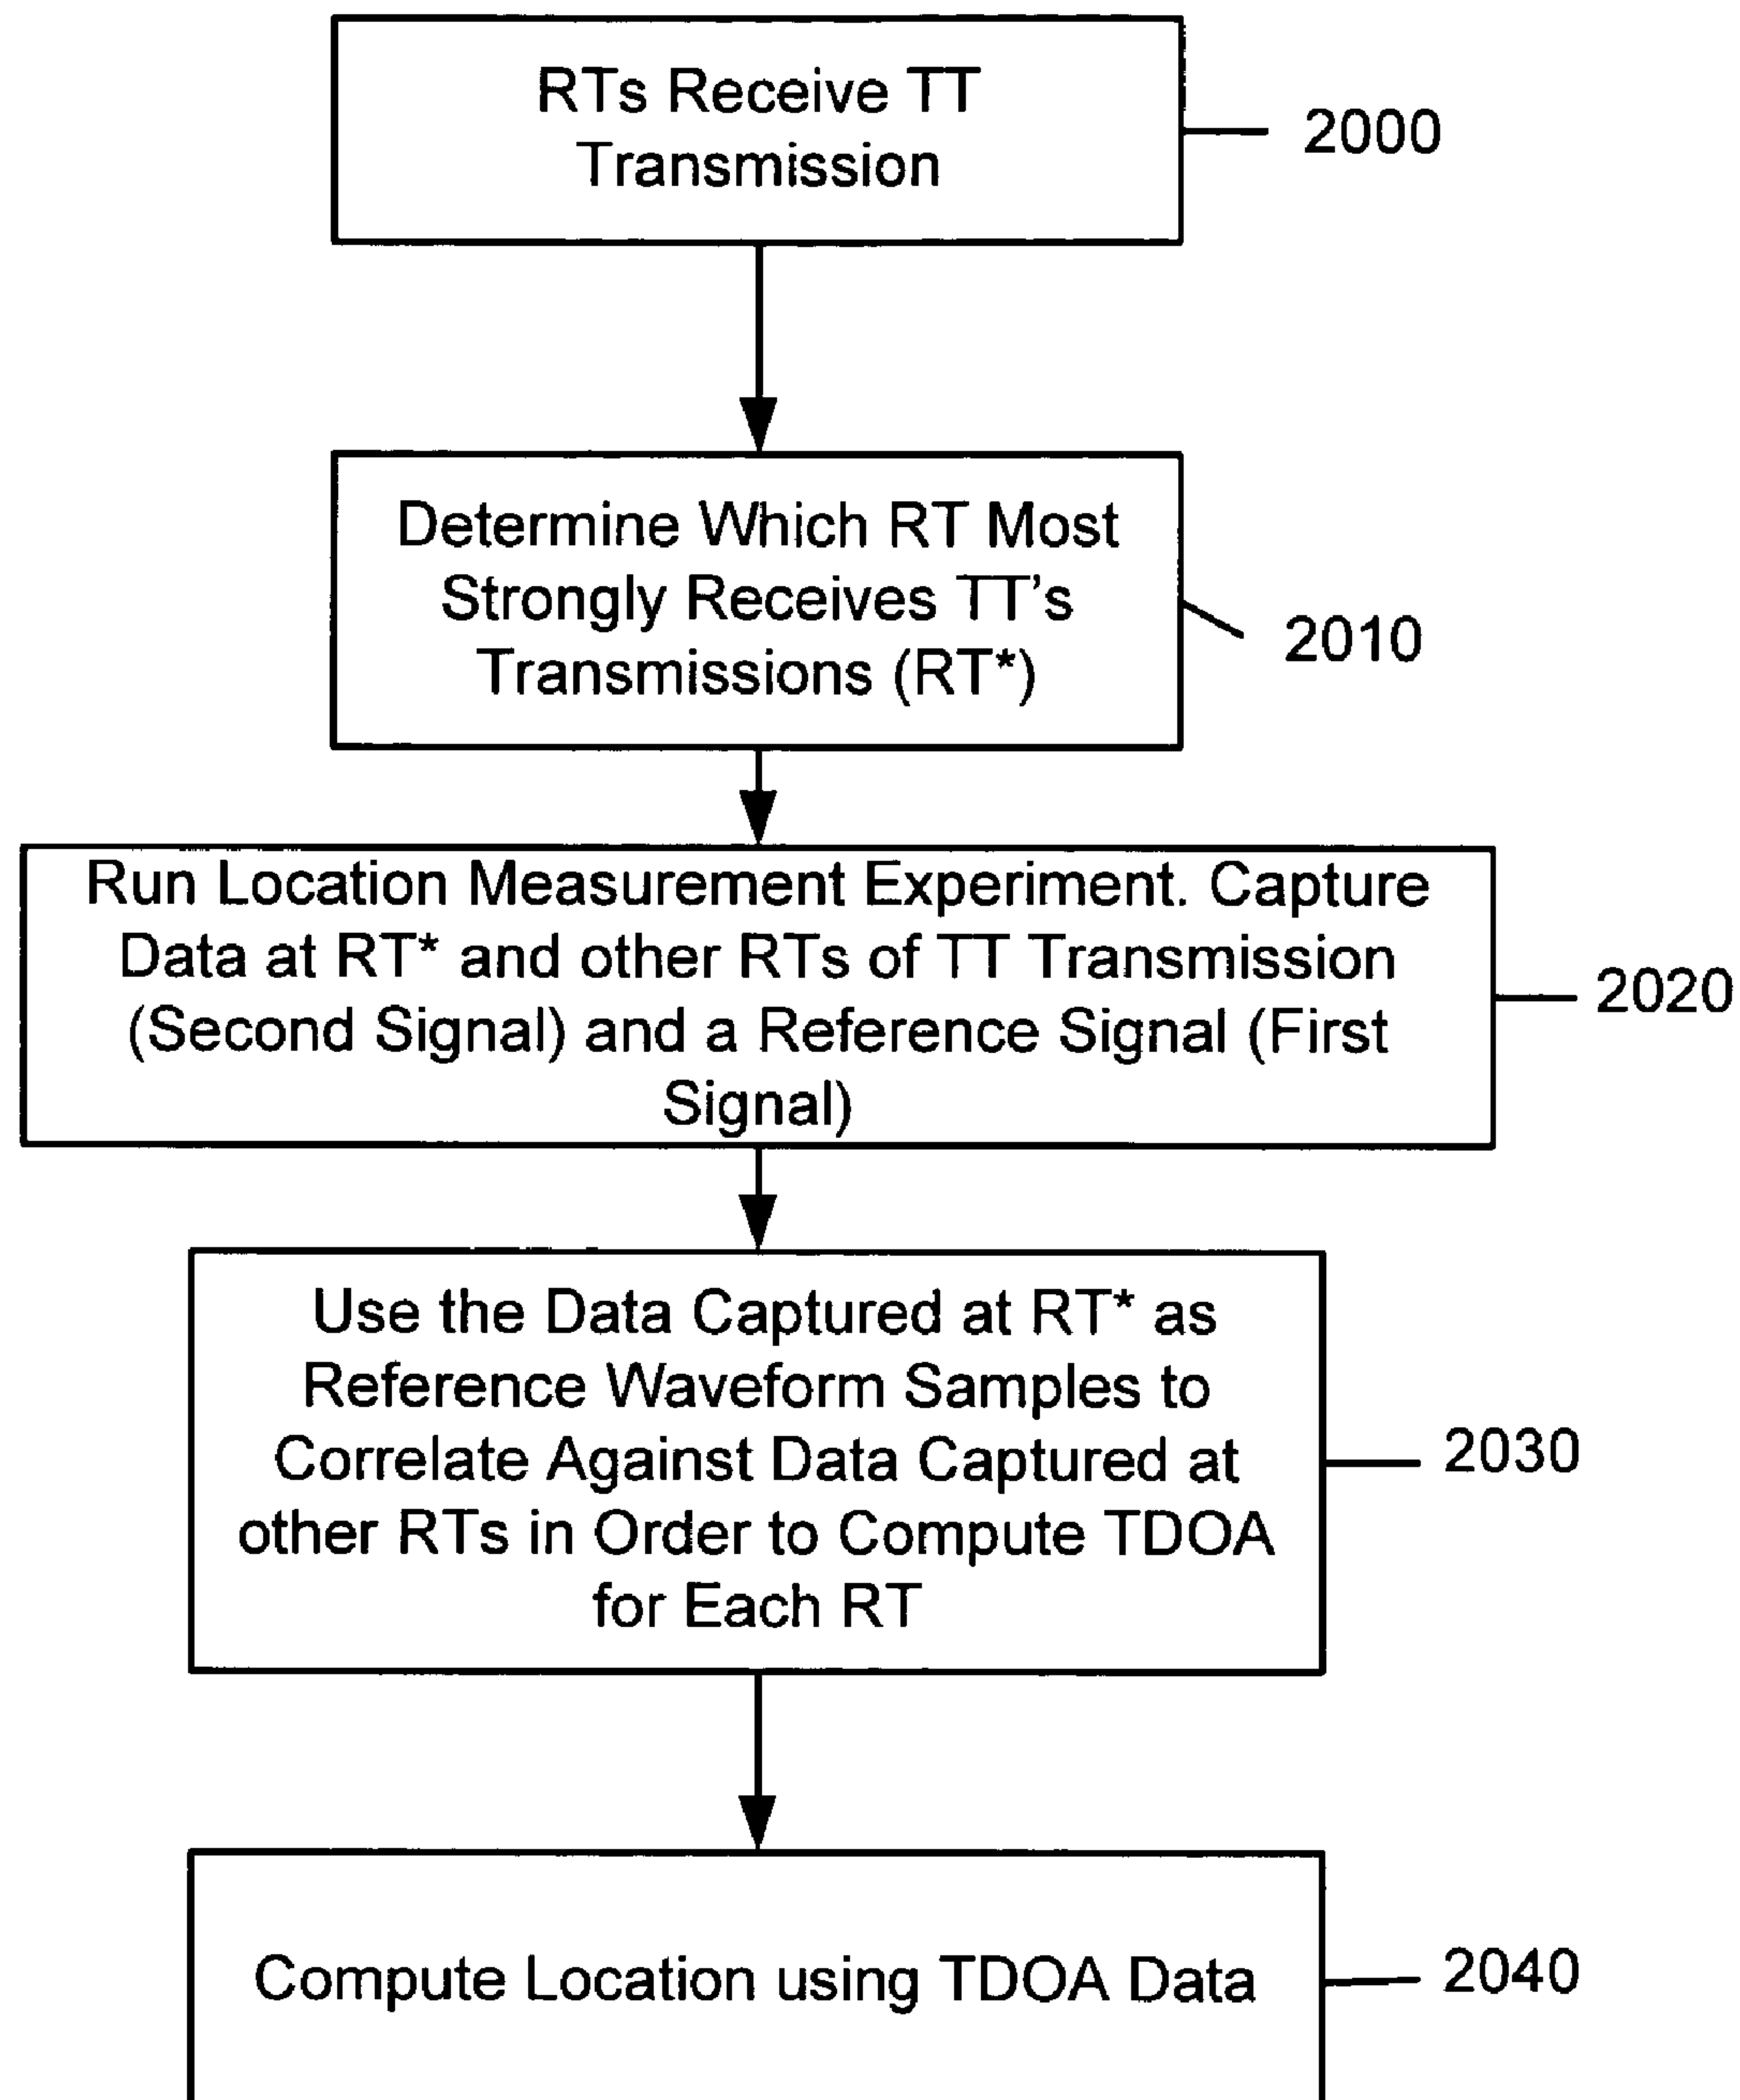 RTs Receive TT
Transmission
2000
Determine Which RT Most
Strongly Receives TT's
Transmissions (RT*)
2010
Run Location Measurement Experiment. Capture
Data at RT* and other RTs of TT Transmission
(Second Signal) and a Reference Signal (First
Signal)
2020
Use the Data Captured at RT* as
Reference Waveform Samples to
Correlate Against Data Captured at
other RTs in Order to Compute TDOA
for Each RT
2030
Compute Location using TDOA Data
2040